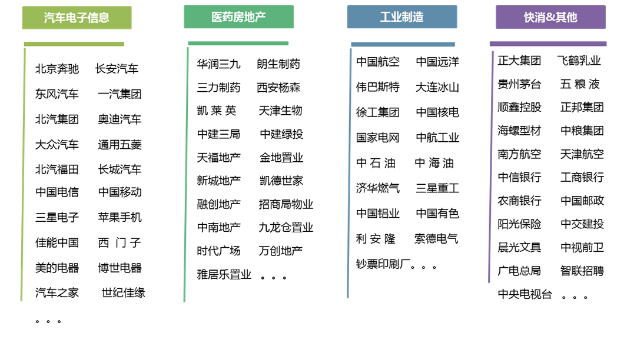 汽车电子信息
北京奔驰 长安汽车
东风汽车 一汽集团
北汽集团 奥迪汽车
大众汽车 通用五菱
北汽福田 长城汽车
中国电信 中国移动
三星电子 苹果手机
佳能中国 西 门 子
美的电器 博世电器
汽车之家 世纪佳缘
。。。
医药房地产
华润三九 朗生制药
三力制药 西安杨森
凯 莱 英 天津生物
中建三局 中建绿投
天福地产 金地置业
新城地产 凯德世家
融创地产 招商局物业
中南地产 九龙仓置业
时代广场 万创地产
雅居乐置业 。。。
工业制造
中国航空 中国远洋
伟巴斯特 大连冰山
徐工集团 中国核电
国家电网 中航工业
中 石 油 中 海 油
济华燃气 三星重工
中国铝业 中国有色
利 安 隆 索德电气
钞票印刷厂。。。
快消&其他
正大集团 飞鹤乳业
贵州茅台 五 粮 液
顺鑫控股 正邦集团
海螺型材 中粮集团
南方航空 天津航空
中信银行 工商银行
农商银行 中国邮政
阳光保险 中交建投
晨光文具 中视前卫
广电总局 智联招聘
中央电视台 。。。